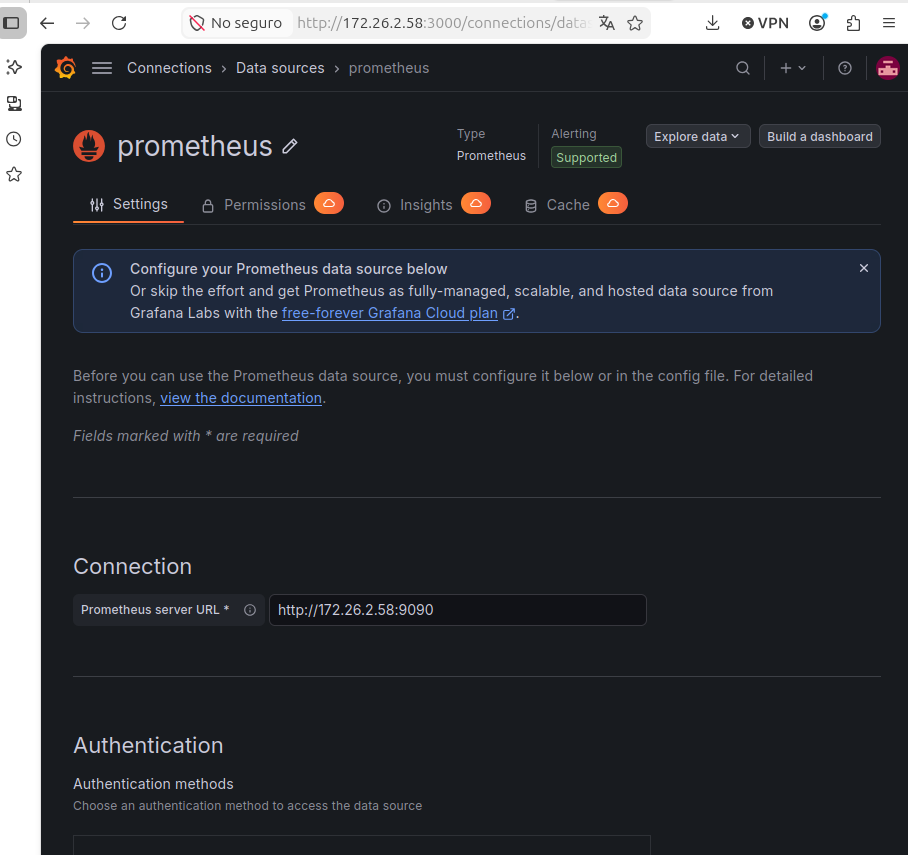 No seguro
http://172.26.2.58:3000/connections/data
VPN
Connections › Data sources › prometheus
prometheus
Type
Prometheus
Alerting
Supported
Explore data
Build a dashboard
Settings
Permissions
Insights
Cache
Configure your Prometheus data source below
Or skip the effort and get Prometheus as fully-managed, scalable, and hosted data source from
Grafana Labs with the free-forever Grafana Cloud plan.
Before you can use the Prometheus data source, you must configure it below or in the config file. For detailed
instructions, view the documentation.
Fields marked with * are required
Connection
Prometheus server URL *
http://172.26.2.58:9090
Authentication
Authentication methods
Choose an authentication method to access the data source